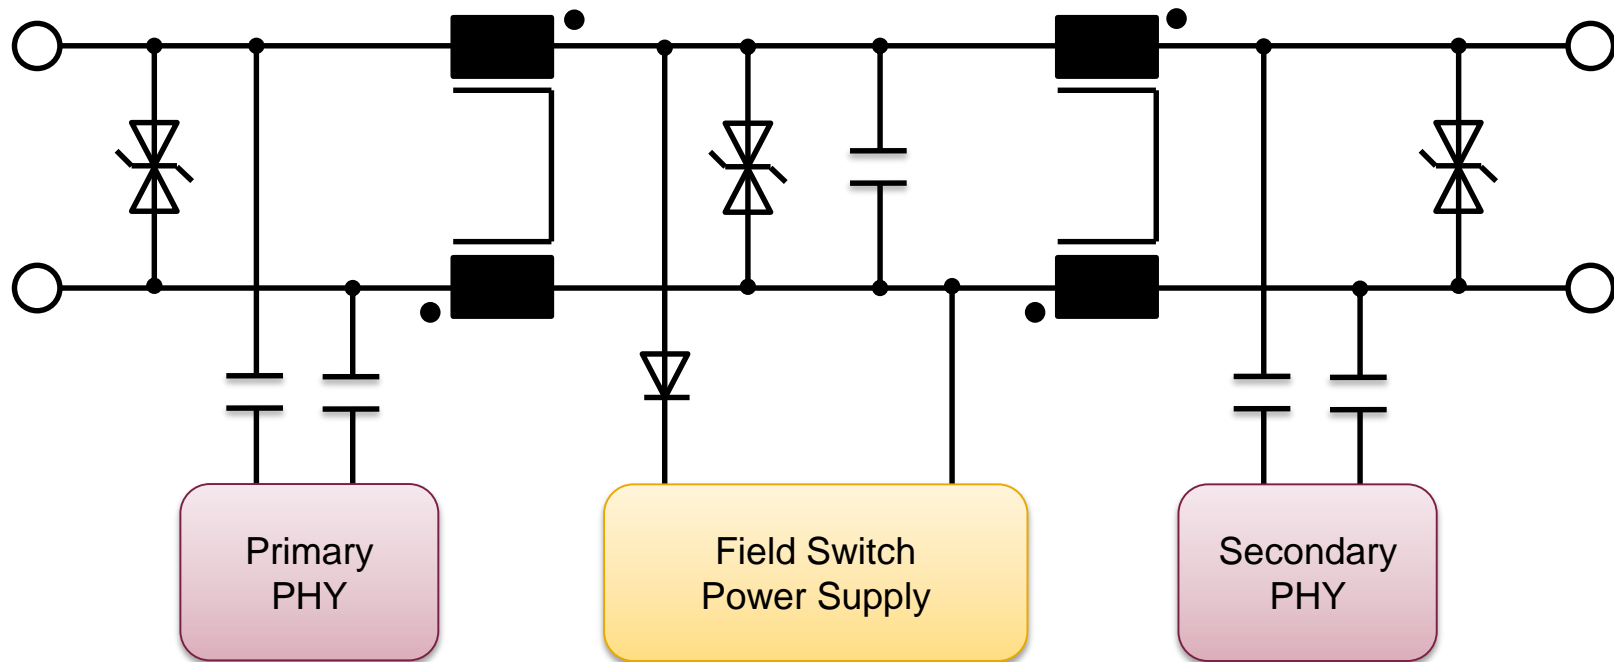 Primary
PHY
Field Switch
Power Supply
Secondary
PHY